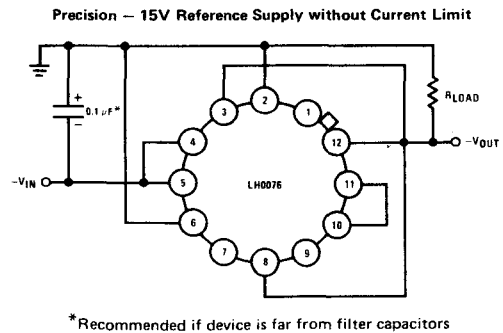 Precision – 15V Reference Supply without Current Limit
+
0.1 μF*
–
RLOAD
3
2
1
4
12
–VOUT
–VIN
5
LH0076
11
6
10
7
8
9
*Recommended if device is far from filter capacitors